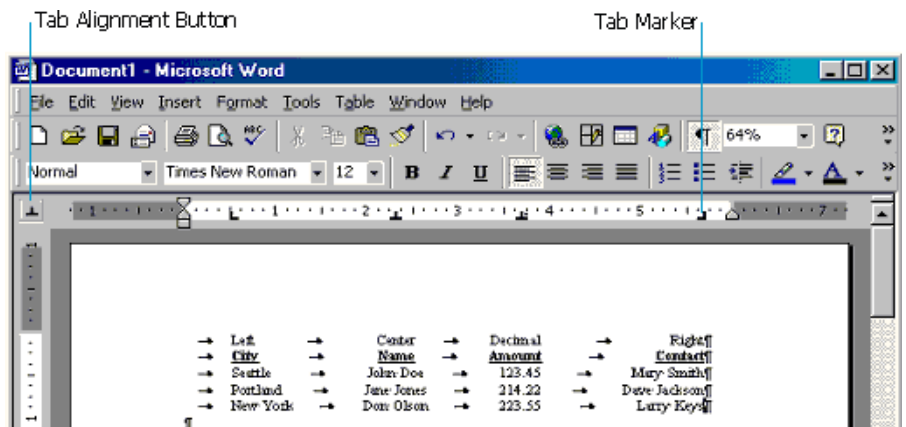 Tab Alignment Button Tab Marker
Document1 - Microsoft Word
File Edit View Insert Format Tools Table Window Help
ABC 64%
Normal Times New Roman 12 B I U A
1 1 2 3 4 5 7
Left Center Decimal Right¶
City Name Amount Contact¶
Seattle John Doe 123.45 Mary Smith¶
Portland Jane Jones 214.22 Dave Jackson¶
New York Dom Olson 223.55 Larry Keys¶
¶